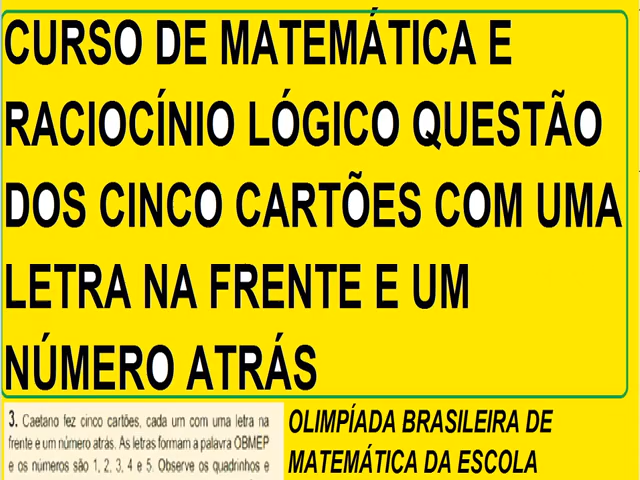 CURSO DE MATEMÁTICA E
RACIOCÍNIO LÓGICO QUESTÃO
DOS CINCO CARTÕES COM UMA
LETRA NA FRENTE E UM
NÚMERO ATRÁS
3. Caetano fez cinco cartões, cada um com uma letra na
frente e um número atrás. As letras formam a palavra OBMEP
e os números são 1, 2, 3, 4 e 5. Observe os quadrinhos e
OLIMPÍADA BRASILEIRA DE
MATEMÁTICA DA ESCOLA